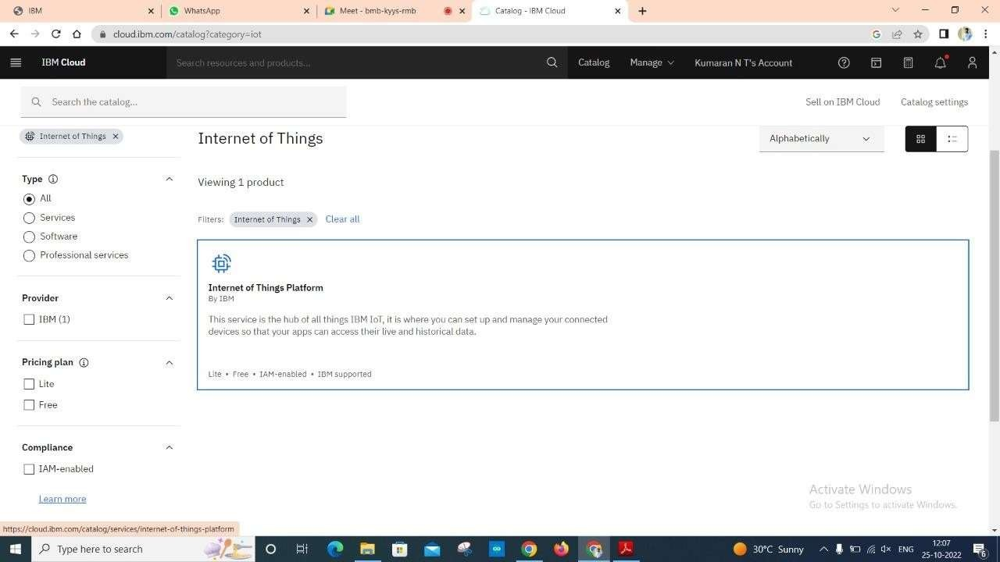 IBM
WhatsApp
Meet - bmb-kyys-rmb
Catalog - IBM Cloud
cloud.ibm.com/catalog?category=iot
IBM Cloud
Search resources and products...
Catalog
Manage
Kumaran N T's Account
Search the catalog...
Sell on IBM Cloud
Catalog settings
Internet of Things
Internet of Things
Alphabetically
Type
All
Services
Software
Professional services
Viewing 1 product
Filters:
Internet of Things
Clear all
Internet of Things Platform
By IBM
This service is the hub of all things IBM IoT, it is where you can set up and manage your connected
devices so that your apps can access their live and historical data.
Lite • Free • IAM-enabled • IBM supported
Provider
IBM (1)
Pricing plan
Lite
Free
Compliance
IAM-enabled
Learn more
Activate Windows
Go to Settings to activate Windows.
https://cloud.ibm.com/catalog/services/internet-of-things-platform
Type here to search
30°C Sunny
ENG
12:07
25-10-2022
6